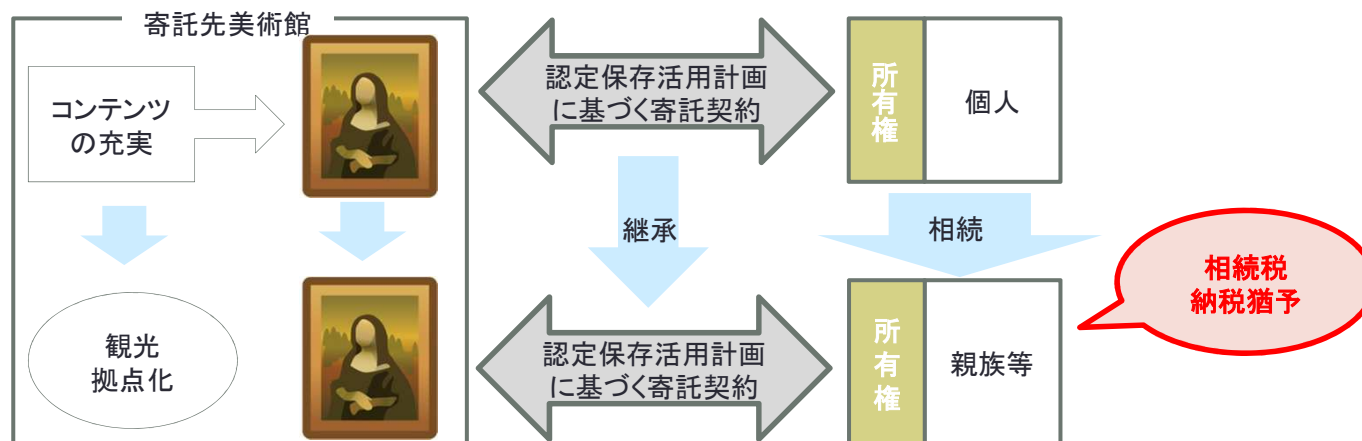 寄託先美術館
コンテンツ
の充実
認定保存活用計画
に基づく寄託契約
所有権
個人
継承
相続
相続税
納税猶予
観光
拠点化
認定保存活用計画
に基づく寄託契約
所有権
親族等